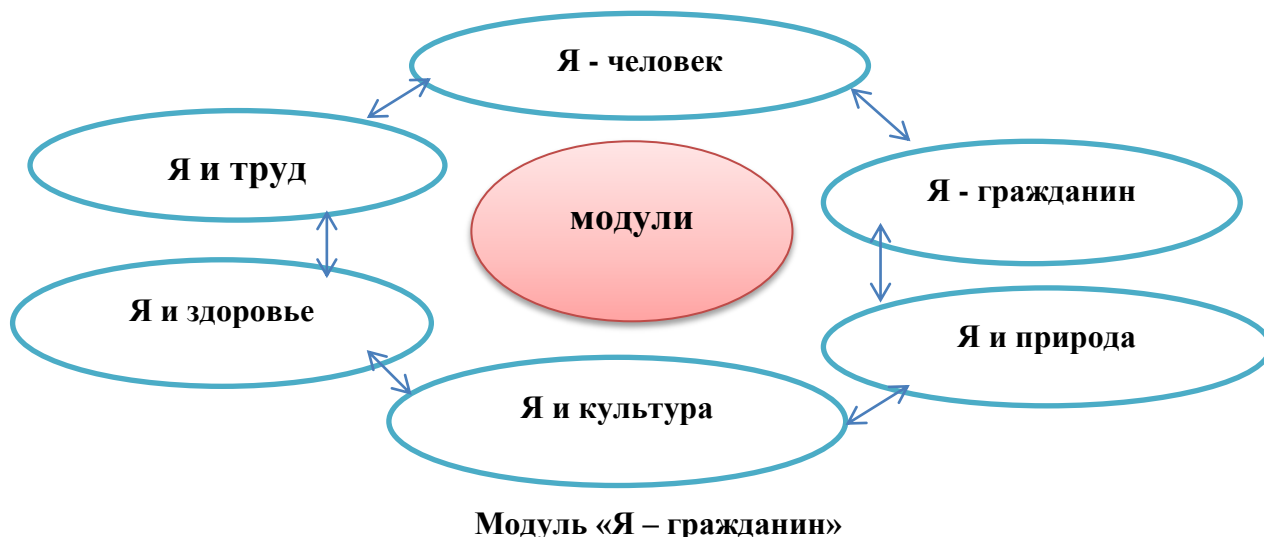 Я - человек
Я и труд
Я - гражданин
модули
Я и здоровье
Я и природа
Я и культура
Модуль «Я – гражданин»